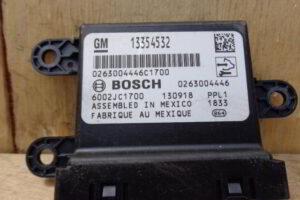 GM 13354532
0263004446C1700
BOSCH 0263004446
6002JC1700 130918 PPL1
ASSEMBLED IN MEXICO 1833
FABRIQUE AU MEXIQUE